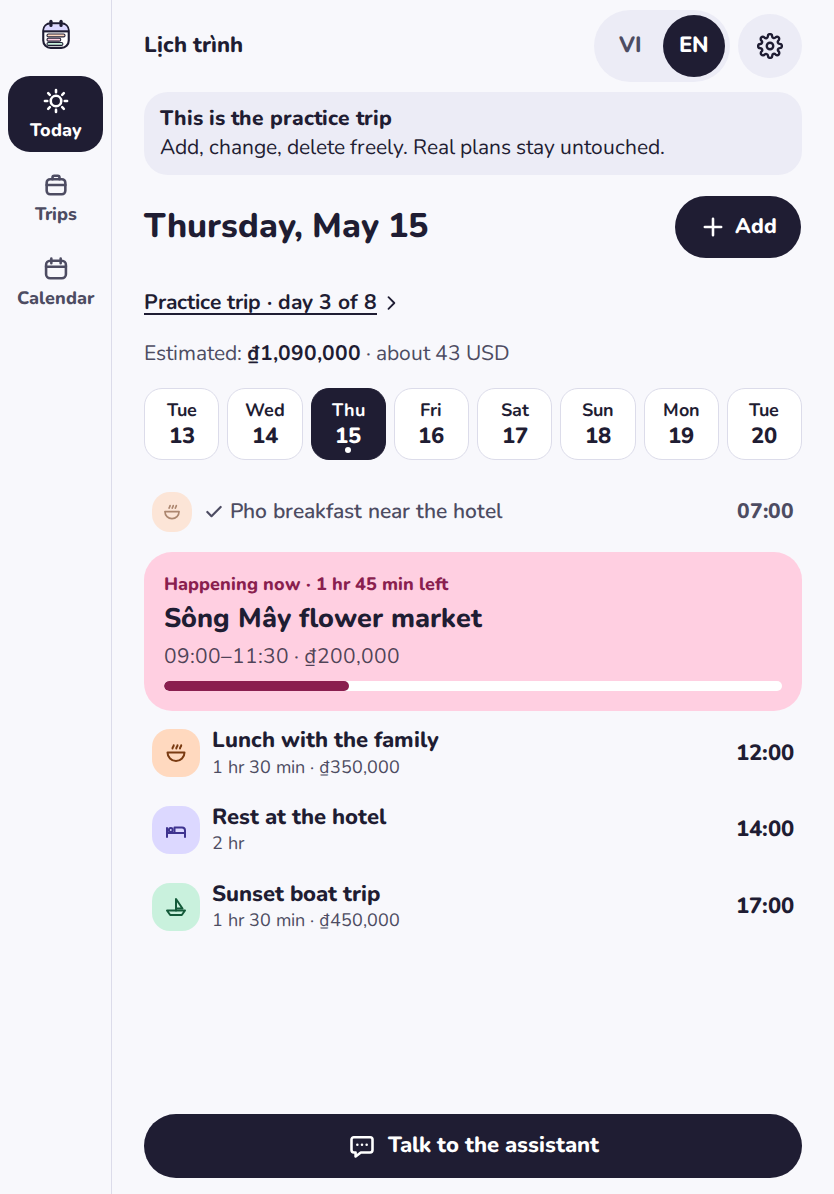 Lịch trình
VI
EN
Today
Trips
Calendar
This is the practice trip
Add, change, delete freely. Real plans stay untouched.
Thursday, May 15
Add
Practice trip · day 3 of 8
Estimated: ₫1,090,000 · about 43 USD
Tue 13
Wed 14
Thu 15
Fri 16
Sat 17
Sun 18
Mon 19
Tue 20
Pho breakfast near the hotel 07:00
Happening now · 1 hr 45 min left
Sông Mây flower market
09:00–11:30 · ₫200,000
Lunch with the family 12:00
1 hr 30 min · ₫350,000
Rest at the hotel 14:00
2 hr
Sunset boat trip 17:00
1 hr 30 min · ₫450,000
Talk to the assistant